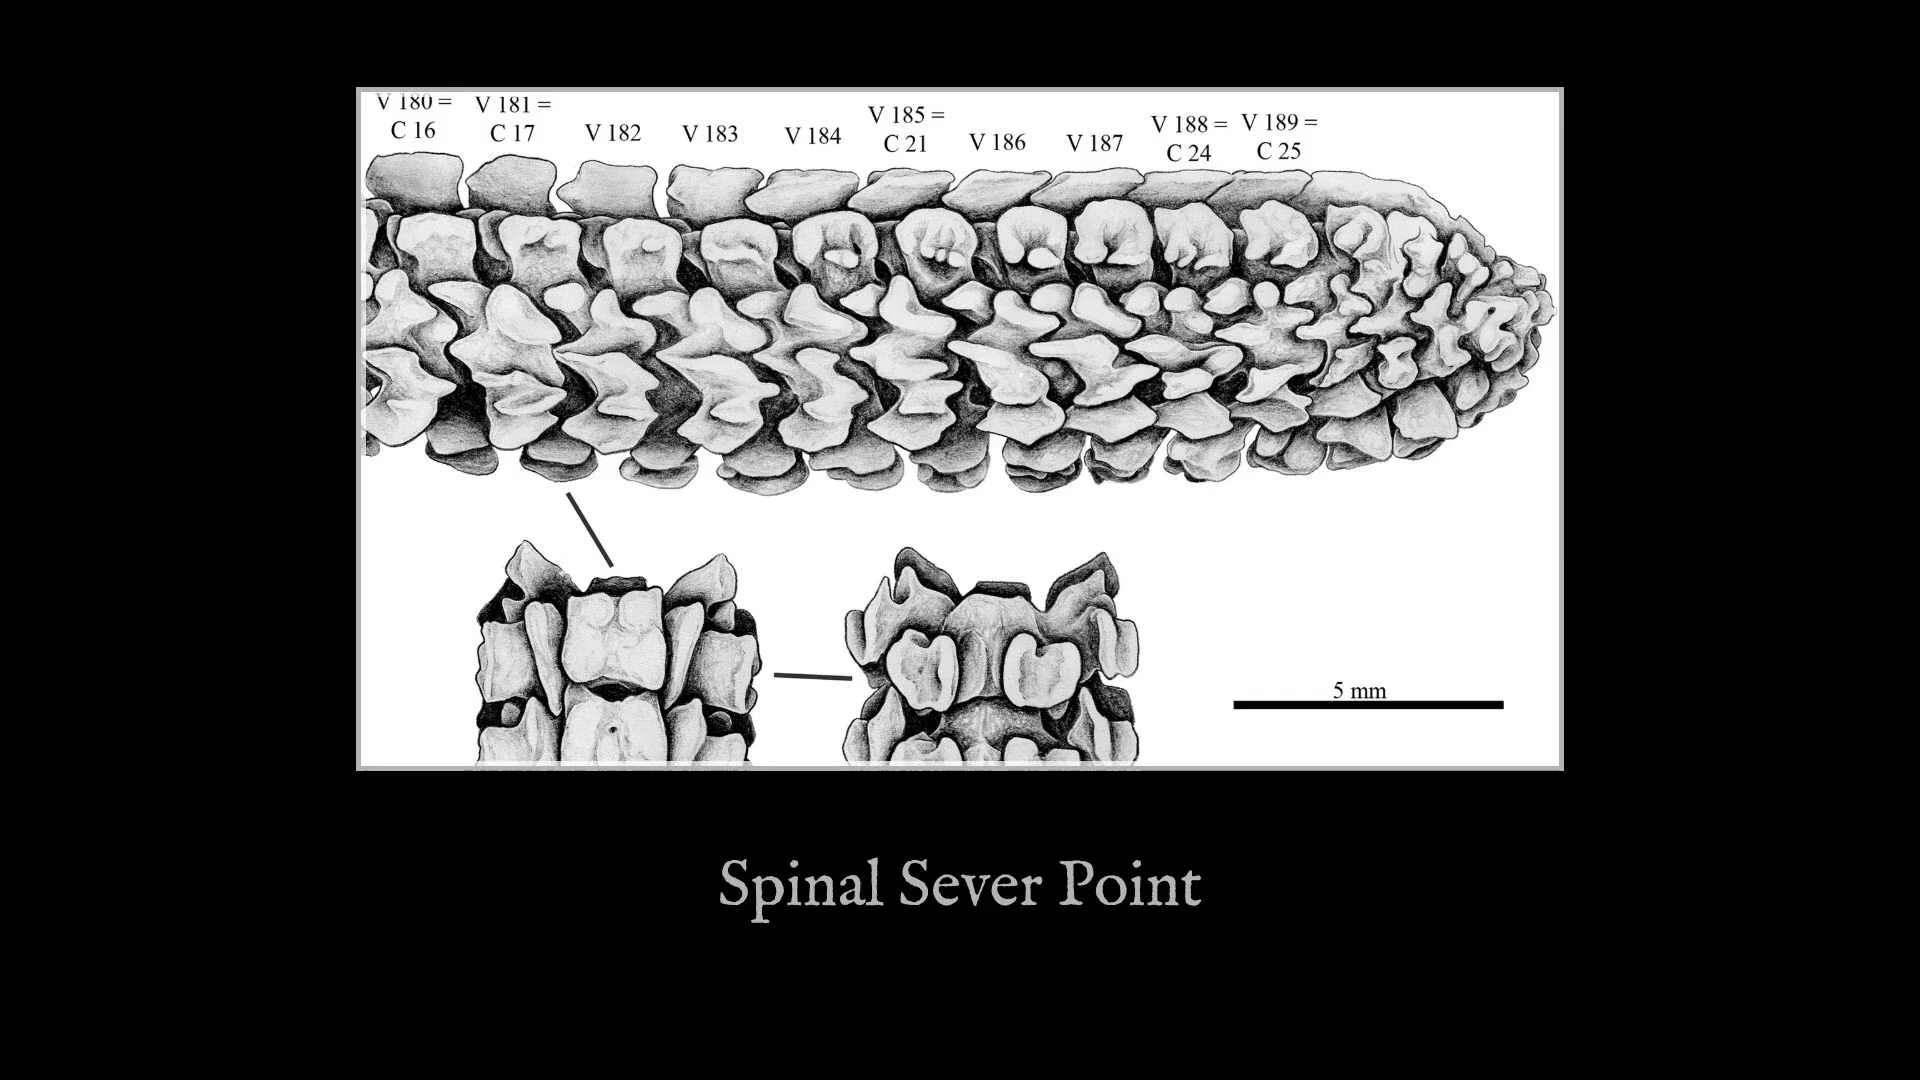 V 180 =
C 16
V 181 =
C 17
V 182
V 183
V 184
V 185 =
C 21
V 186
V 187
V 188 =
C 24
V 189 =
C 25
5 mm
Spinal Sever Point